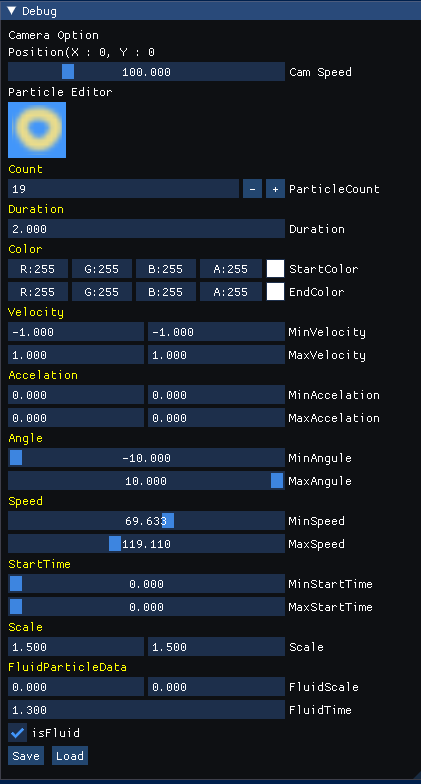 Debug
Camera Option
Position(X : 0, Y : 0
100.000 Cam Speed
Particle Editor
Count
19 - + ParticleCount
Duration
2.000 Duration
Color
R:255 G:255 B:255 A:255 StartColor
R:255 G:255 B:255 A:255 EndColor
Velocity
-1.000 -1.000 MinVelocity
1.000 1.000 MaxVelocity
Accelation
0.000 0.000 MinAccelation
0.000 0.000 MaxAccelation
Angle
-10.000 MinAngule
10.000 MaxAngule
Speed
69.633 MinSpeed
119.110 MaxSpeed
StartTime
0.000 MinStartTime
0.000 MaxStartTime
Scale
1.500 1.500 Scale
FluidParticleData
0.000 0.000 FluidScale
1.300 FluidTime
isFluid
Save Load